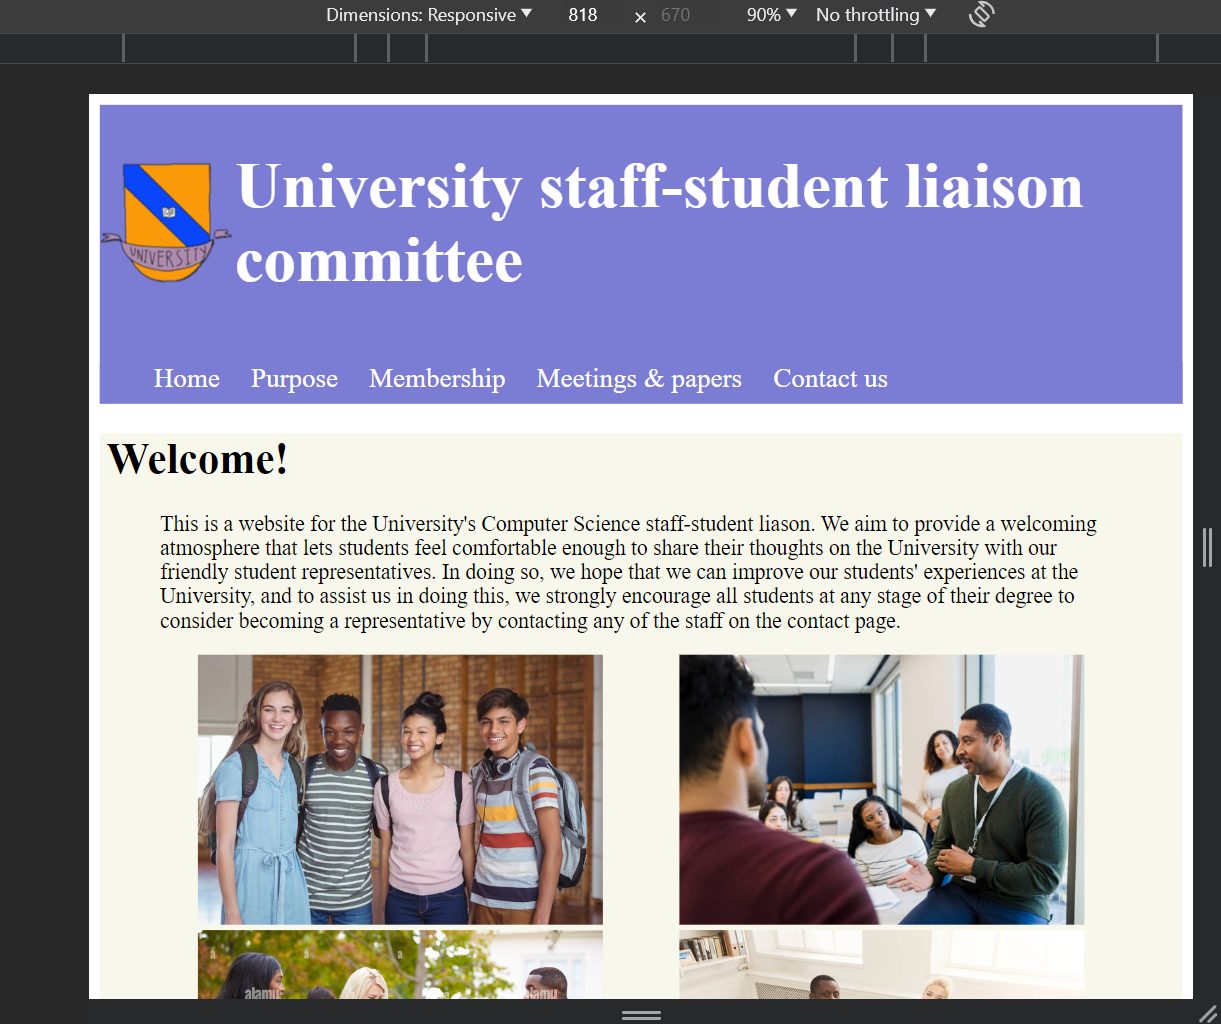 Dimensions: Responsive 818 × 670 90% No throttling
University staff-student liaison
committee
UNIVERSITY
Home Purpose Membership Meetings & papers Contact us
Welcome!
This is a website for the University's Computer Science staff-student liason. We aim to provide a welcoming
atmosphere that lets students feel comfortable enough to share their thoughts on the University with our
friendly student representatives. In doing so, we hope that we can improve our students' experiences at the
University, and to assist us in doing this, we strongly encourage all students at any stage of their degree to
consider becoming a representative by contacting any of the staff on the contact page.
a a a
alamy alamy